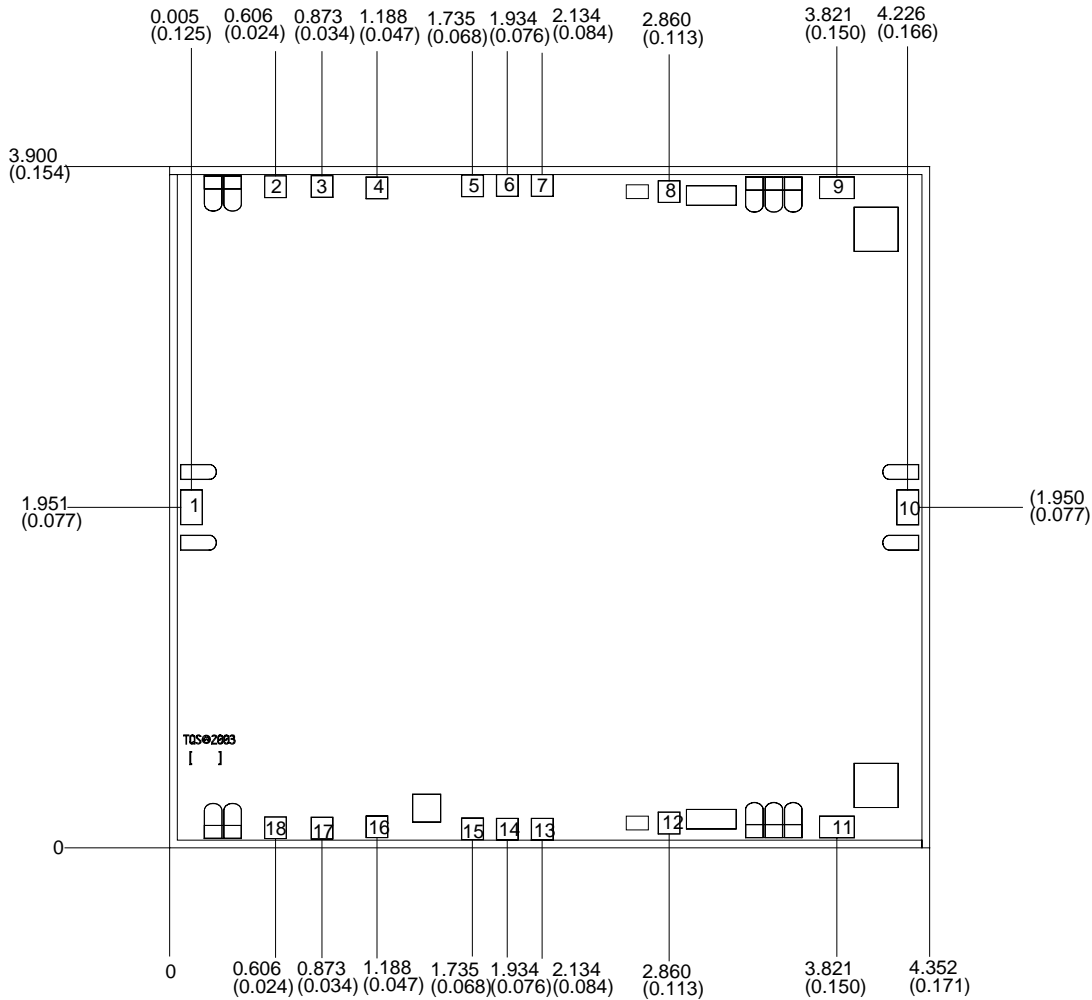 0.005 0.606 0.873 1.188 1.735 1.934 2.134 2.860 3.821 4.226
(0.125) (0.024) (0.034) (0.047) (0.068) (0.076) (0.084) (0.113) (0.150) (0.166)
3.900
(0.154)
2 3 4 5 6 7 8 9
1.951
(0.077)
1
10
(1.950
(0.077)
TQS©2003
[ ]
18 17 16 15 14 13 12 11
0
0 0.606 0.873 1.188 1.735 1.934 2.134 2.860 3.821 4.352
(0.024) (0.034) (0.047) (0.068) (0.076) (0.084) (0.113) (0.150) (0.171)